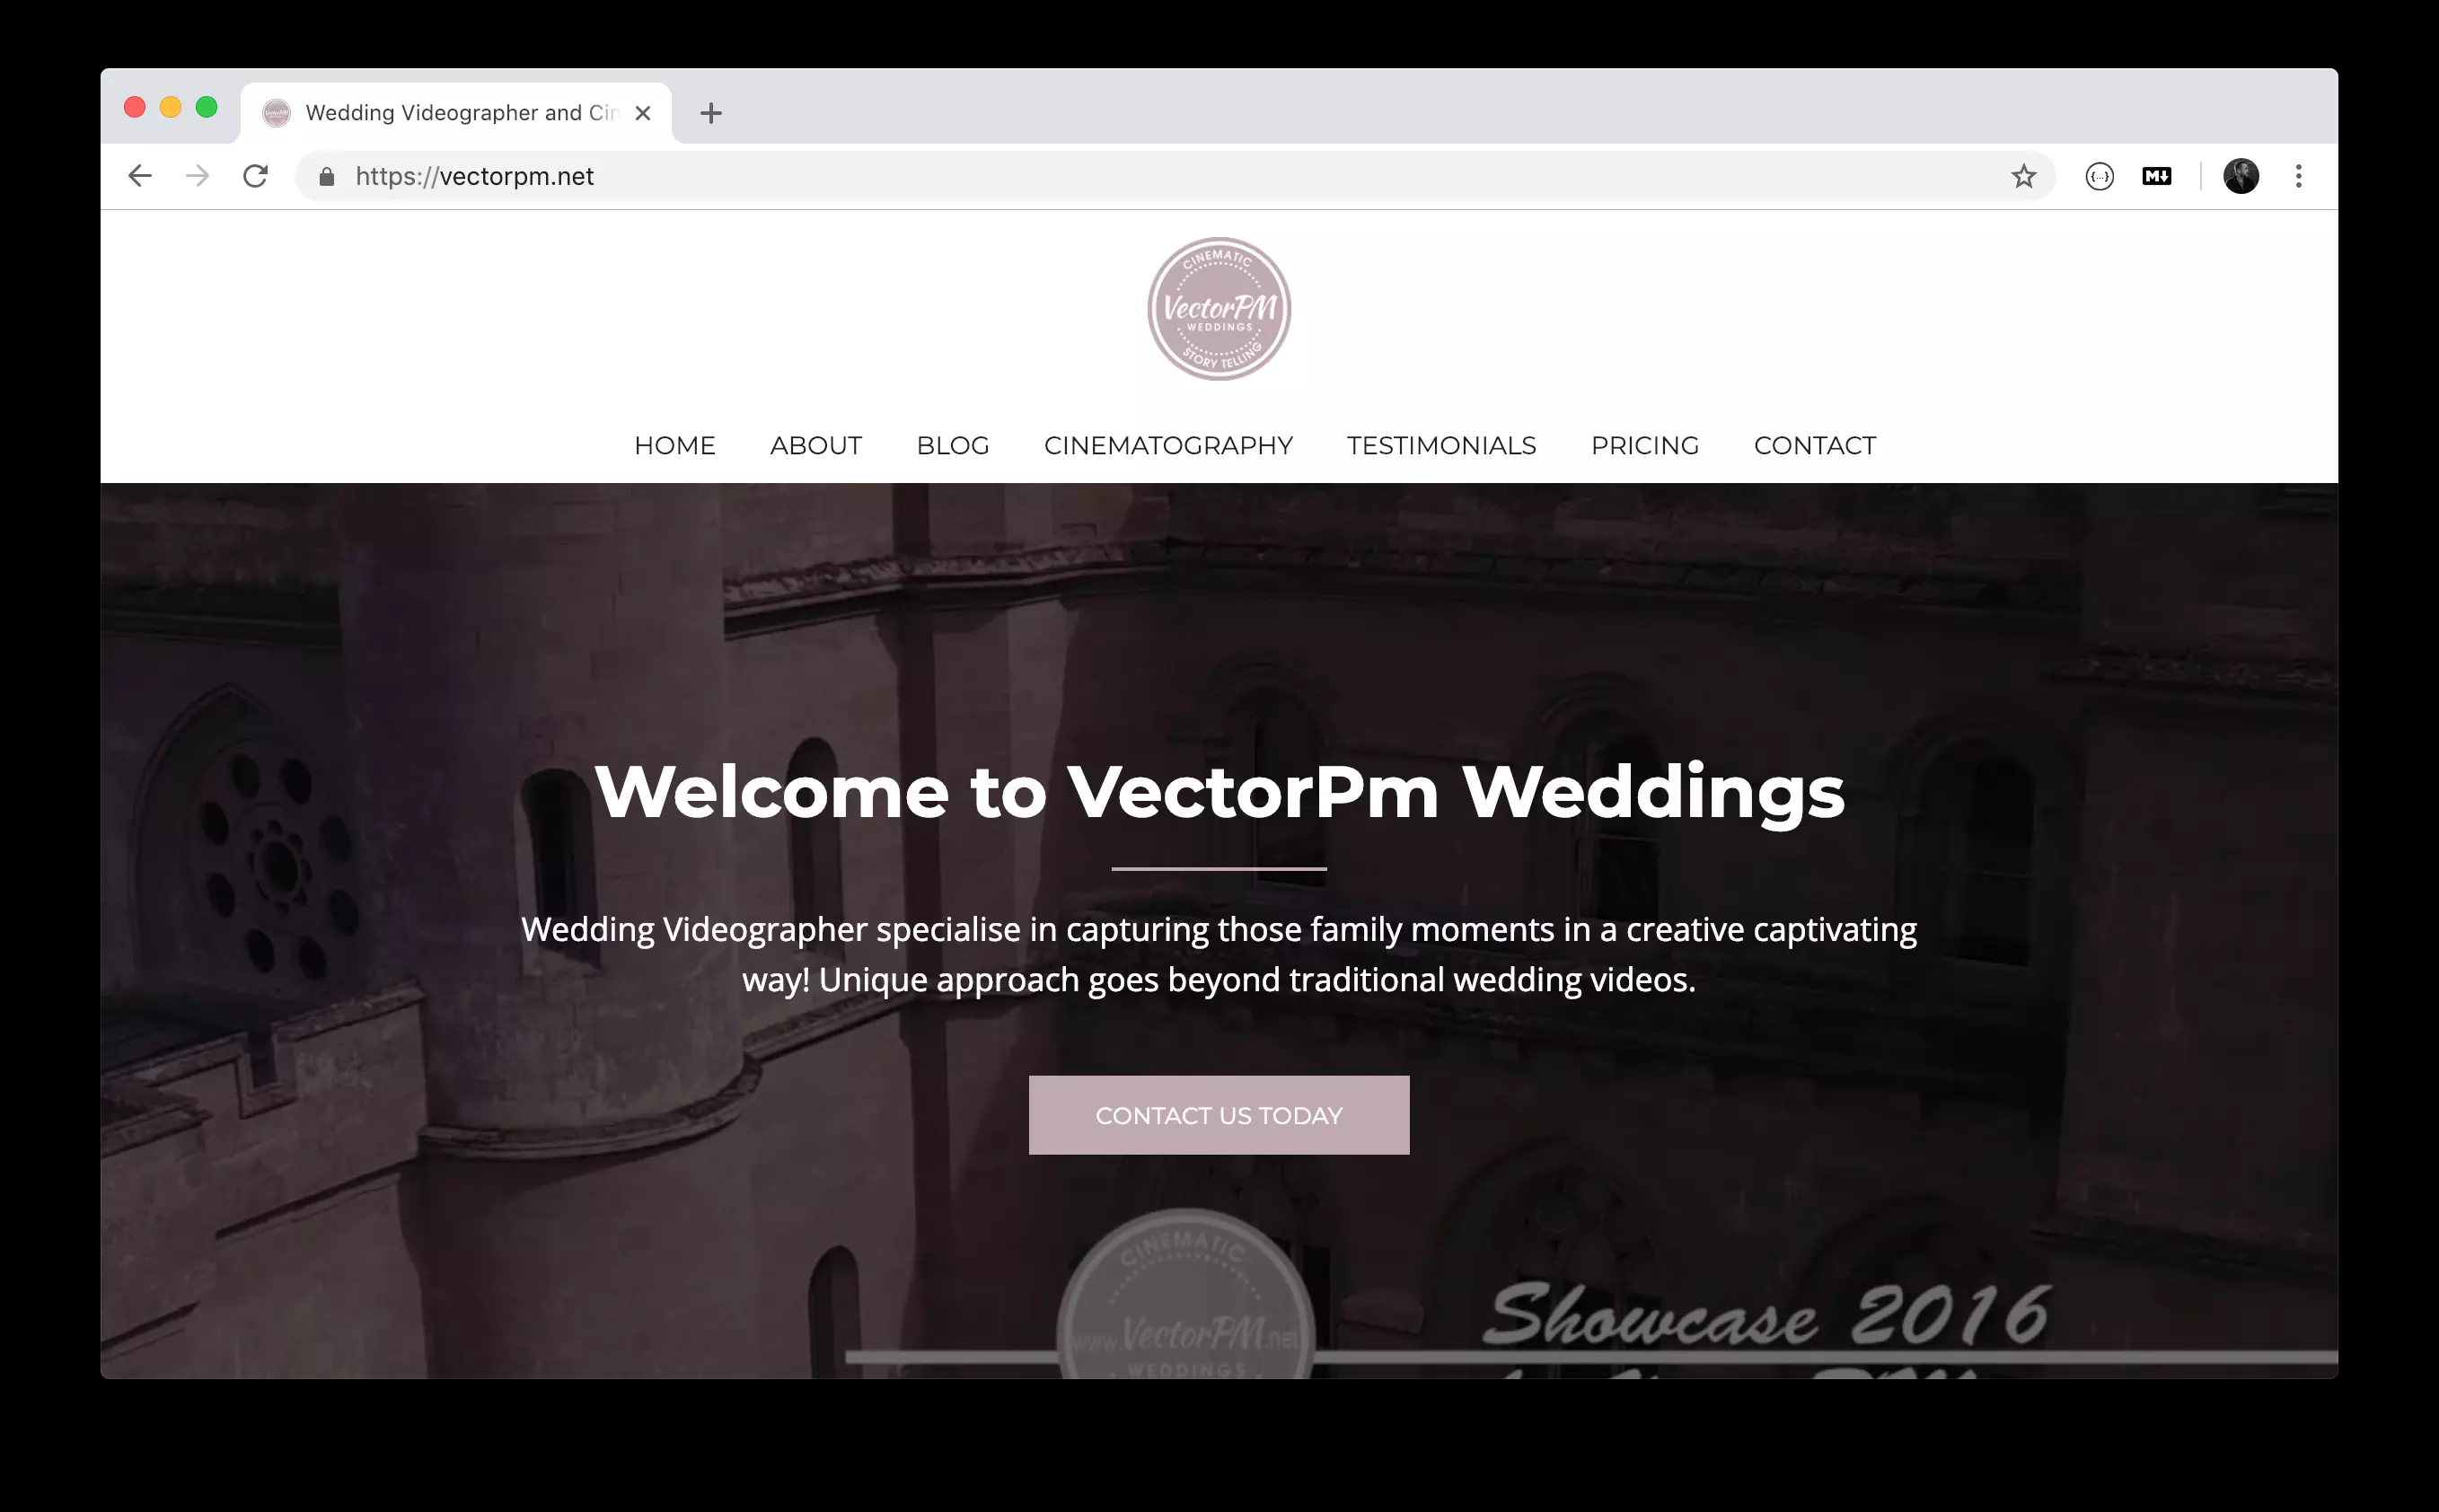 Wedding Videographer and Cin
https://vectorpm.net
CINEMATIC
VectorPM
WEDDINGS
STORY TELLING
HOME ABOUT BLOG CINEMATOGRAPHY TESTIMONIALS PRICING CONTACT
Welcome to VectorPm Weddings
Wedding Videographer specialise in capturing those family moments in a creative captivating
way! Unique approach goes beyond traditional wedding videos.
CONTACT US TODAY
CINEMATIC
www.VectorPM.net
WEDDINGS
Showcase 2016